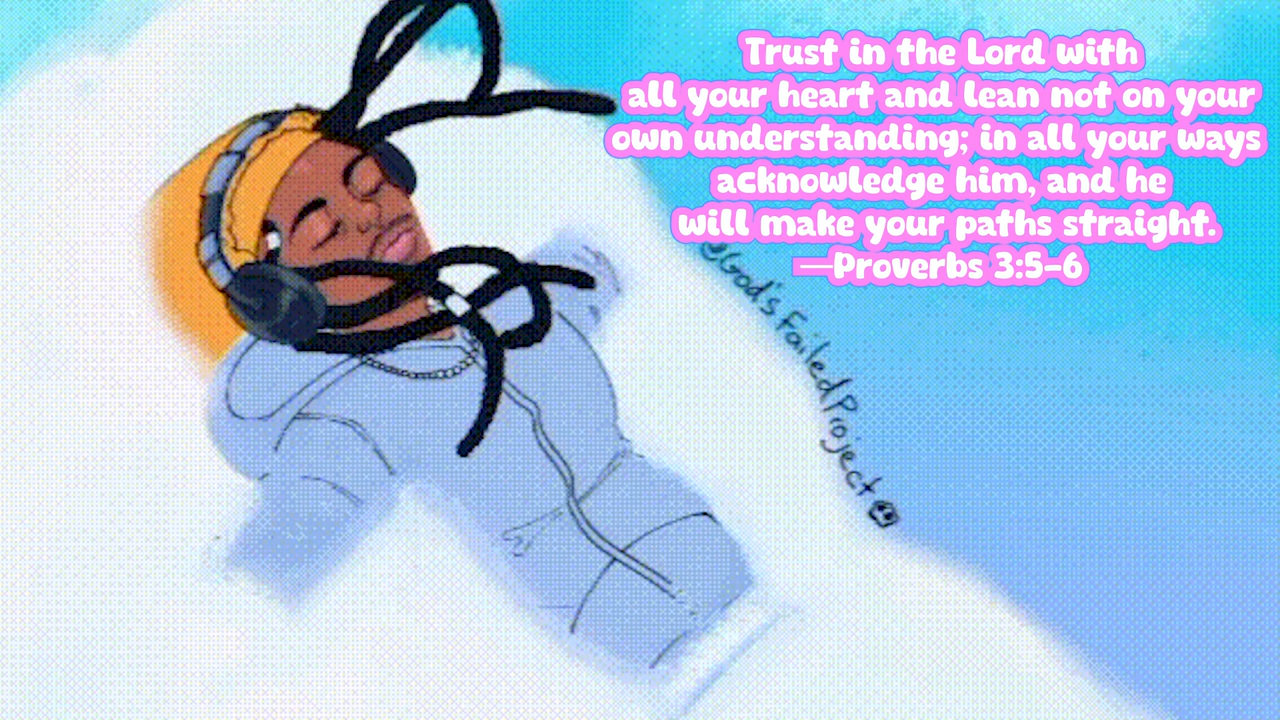 Trust in the Lord with
all your heart and lean not on your
own understanding; in all your ways
acknowledge him, and he
will make your paths straight.
—Proverbs 3:5-6
@God'sFailedProject